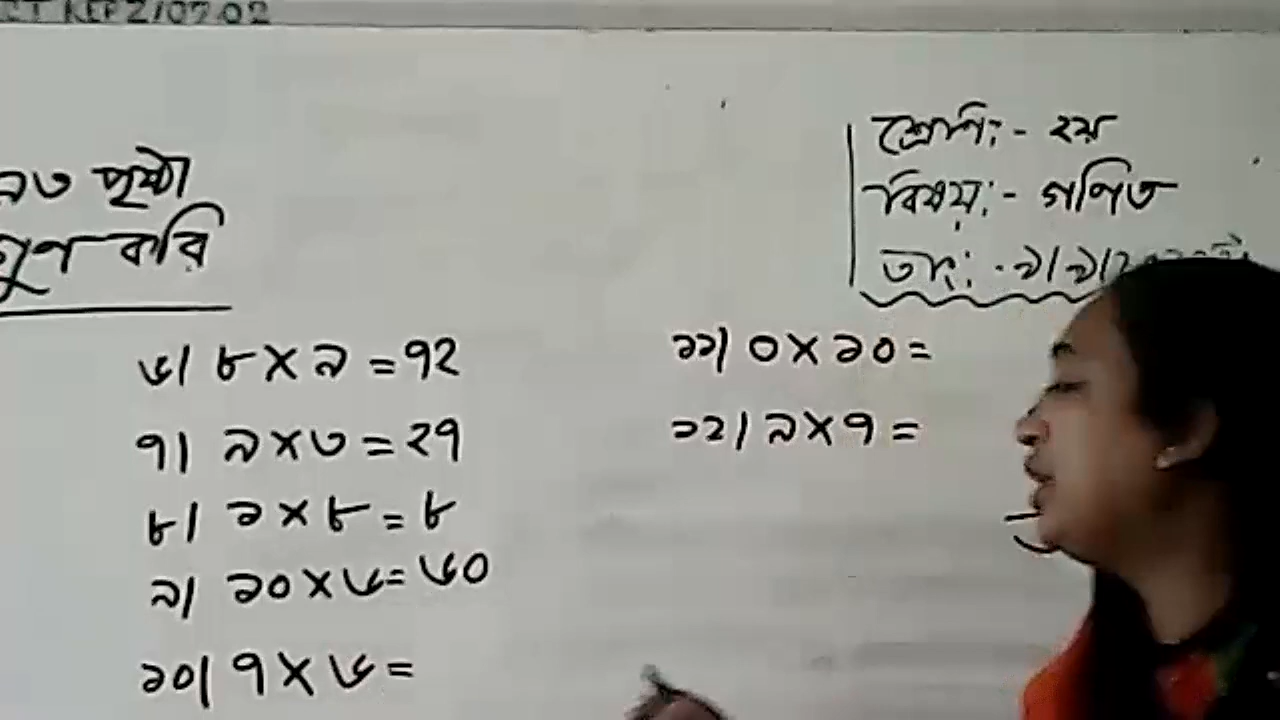 শ্রেণি:- ২য়
বিষয়:- গণিত
তাং:- ৯/৯/২০
৯৩ পৃষ্ঠা
গুণ করি
৬। ৮ × ৯ = ৭২
৭। ৯ × ৩ = ২৭
৮। ১ × ৮ = ৮
৯। ১০ × ৬ = ৬০
১০। ৭ × ৬ =
১১। ০ × ১০ =
১২। ৯ × ৭ =